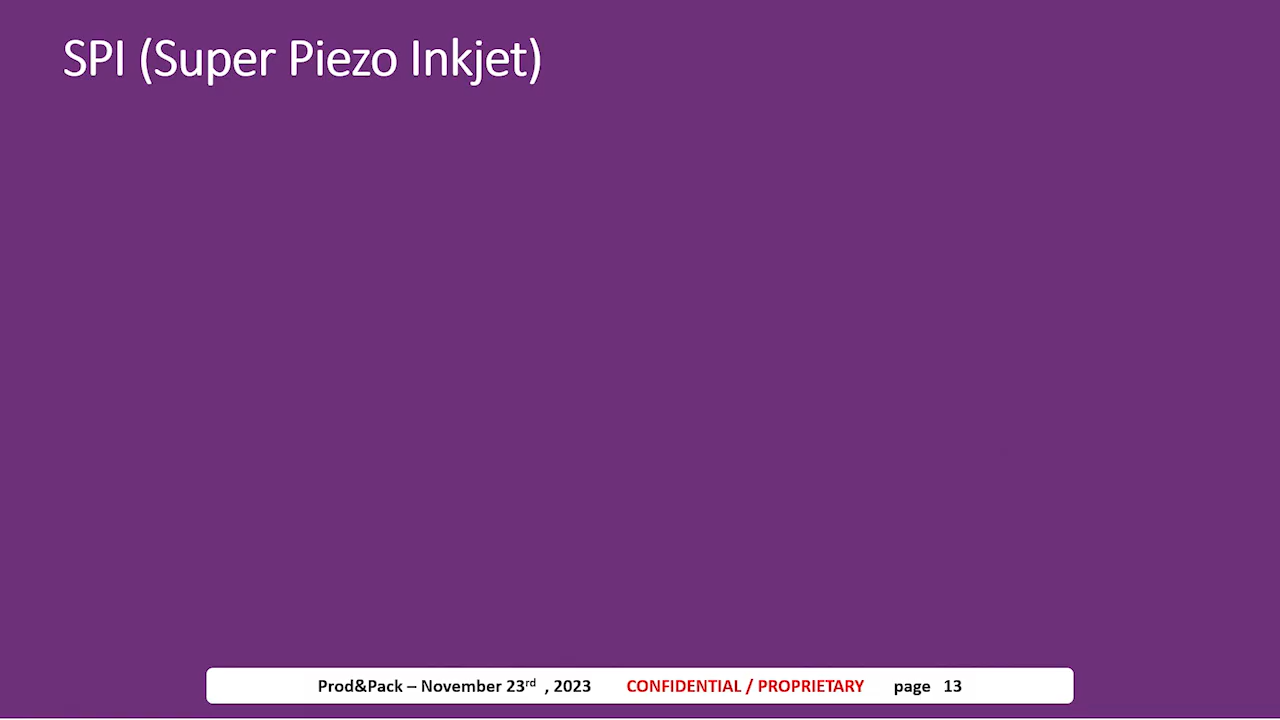 SPI (Super Piezo Inkjet)
Prod&Pack – November 23rd , 2023 CONFIDENTIAL / PROPRIETARY page 13